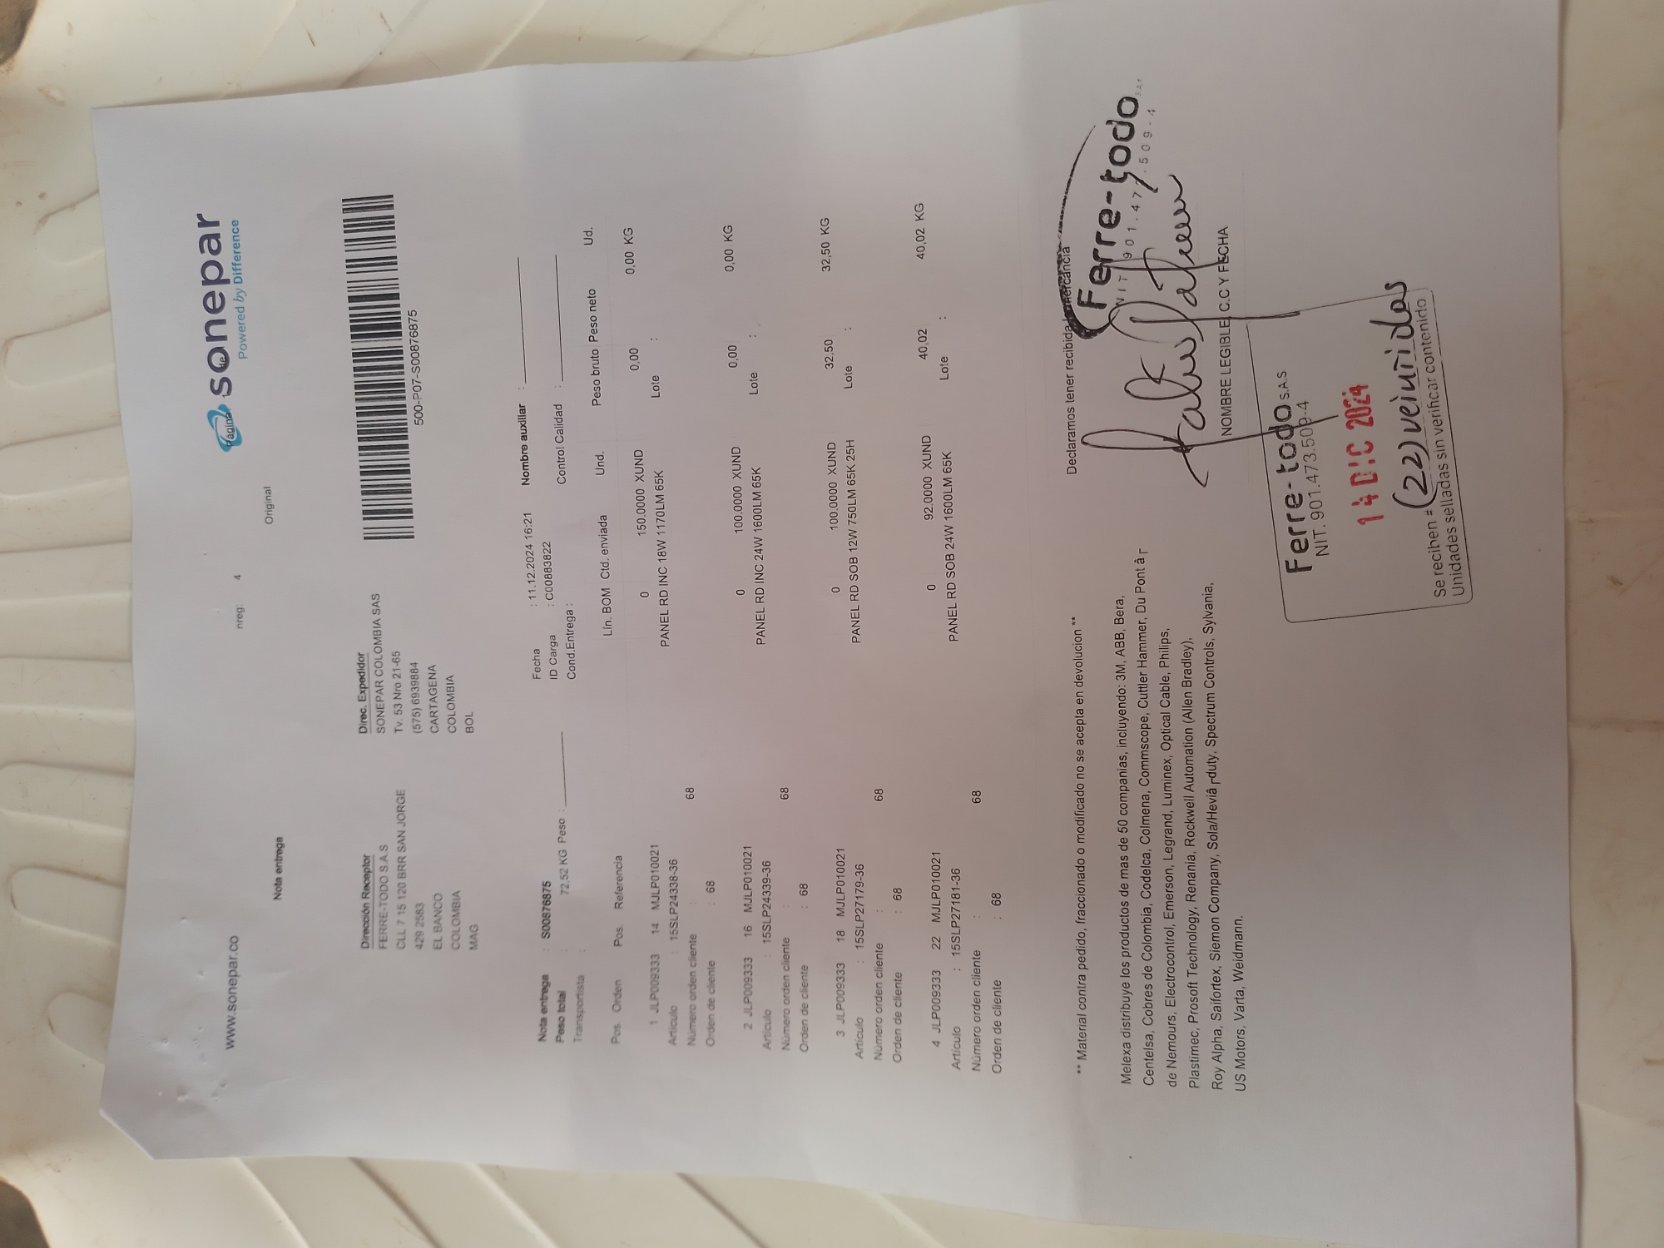 www.sonepar.co
sonepar
Powered by Difference
Página
Nota entrega
nreg: 4
Original
Dirección Receptor
FERRE-TODO S.A.S
CLL 7 15 120 BRR SAN JORGE
429 2583
EL BANCO
COLOMBIA
MAG
Direc. Expedidor
SONEPAR COLOMBIA SAS
Tv. 53 Nro 21-65
(575) 6939884
CARTAGENA
COLOMBIA
BOL
500-P07-S00876875
Nota entrega : S00876875
Peso total : 72,52 KG Peso :
Transportista :
Fecha : 11.12.2024 16:21
ID Carga : C00883822
Cond.Entrega :
Nombre auxiliar :
Control Calidad :
Pos. Orden Pos. Referencia Lín. BOM Ctd. enviada Und. Peso bruto Peso neto Ud.
1 JLP009333 14 MJLP010021 0 150.0000 XUND 0,00 0,00 KG
Artículo : 15SLP24338-36 PANEL RD INC 18W 1170LM 65K Lote :
Número orden cliente : 68
Orden de cliente : 68
2 JLP009333 16 MJLP010021 0 100.0000 XUND 0,00 0,00 KG
Artículo : 15SLP24339-36 PANEL RD INC 24W 1600LM 65K Lote :
Número orden cliente : 68
Orden de cliente : 68
3 JLP009333 18 MJLP010021 0 100.0000 XUND 32,50 32,50 KG
Artículo : 15SLP27179-36 PANEL RD SOB 12W 750LM 65K 25H Lote :
Número orden cliente : 68
Orden de cliente : 68
4 JLP009333 22 MJLP010021 0 92.0000 XUND 40,02 40,02 KG
Artículo : 15SLP27181-36 PANEL RD SOB 24W 1600LM 65K Lote :
Número orden cliente : 68
Orden de cliente : 68
** Material contra pedido, fraccionado o modificado no se acepta en devolucion **
Declaramos tener recibida la mercancía
Melexa distribuye los productos de mas de 50 companias, incluyendo: 3M, ABB, Bera,
Centelsa, Cobres de Colombia, Codelca, Colmena, Commscope, Cuttler Hammer, Du Pont
de Nemours, Electrocontrol, Emerson, Legrand, Luminex, Optical Cable, Philips,
Plastimec, Prosoft Technology, Renania, Rockwell Automation (Allen Bradley),
Roy Alpha, Saifortex, Siemon Company, Sola/Heviduty, Spectrum Controls, Sylvania,
US Motors, Varta, Weidmann.
Ferre-todo S.A.S
NOMBRE LEGIBLE, C.C Y FECHA
Ferre-todo S.A.S
NIT. 901.473.509-4
14 DIC 2024
Se reciben # (22) veintidos
Unidades selladas sin verificar contenido